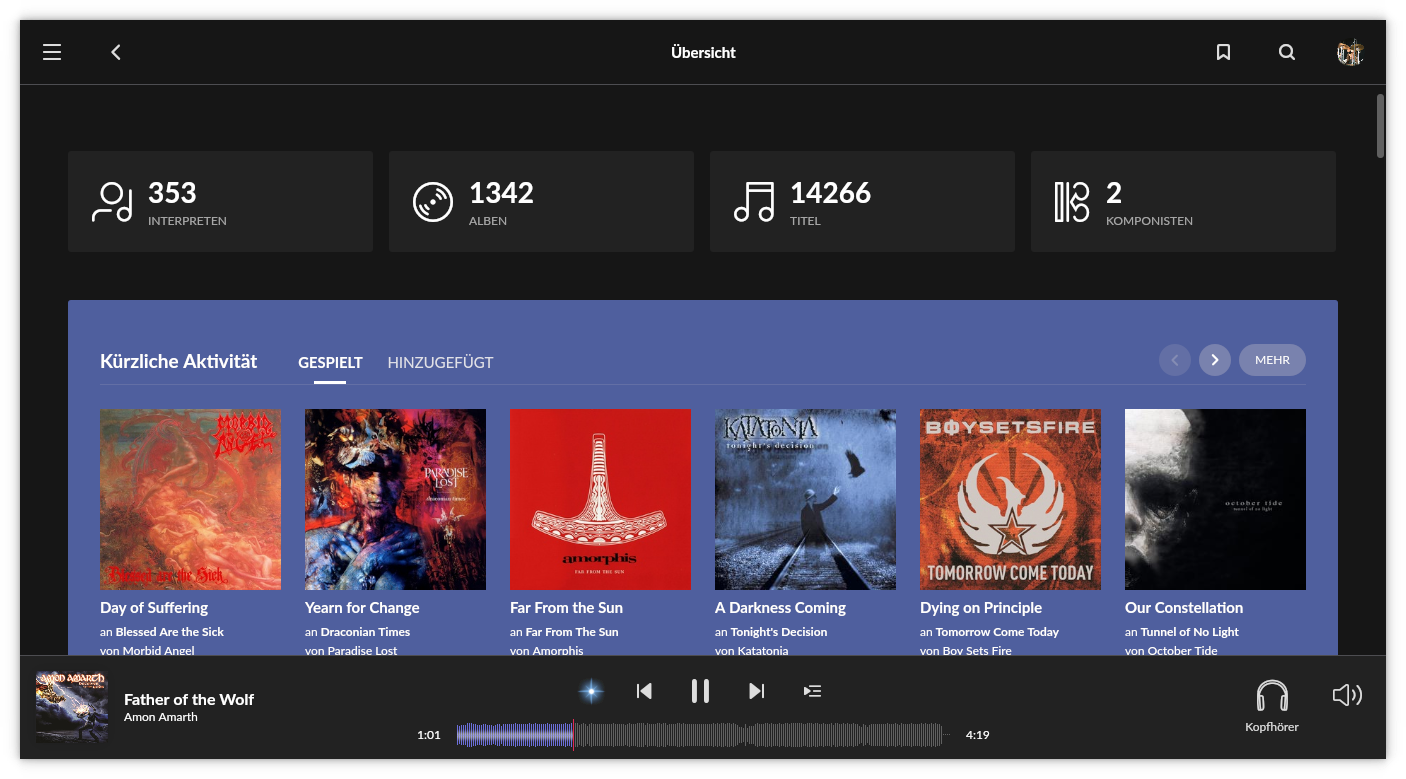 Übersicht
353
INTERPRETEN
1342
ALBEN
14266
TITEL
2
KOMPONISTEN
Kürzliche Aktivität
GESPIELT
HINZUGEFÜGT
MEHR
MORBID
ANGEL
Blessed are the Sick
PARADISE
LOST
draconian times
amorphis
FAR FROM THE SUN
KATATONIA
tonight's decision
BOYSETSFIRE
TOMORROW COME TODAY
october tide
tunnel of no light
Day of Suffering
an Blessed Are the Sick
von Morbid Angel
Yearn for Change
an Draconian Times
von Paradise Lost
Far From the Sun
an Far From The Sun
von Amorphis
A Darkness Coming
an Tonight's Decision
von Katatonia
Dying on Principle
an Tomorrow Come Today
von Boy Sets Fire
Our Constellation
an Tunnel of No Light
von October Tide
AMON AMARTH
Father of the Wolf
Amon Amarth
1:01
4:19
Kopfhörer